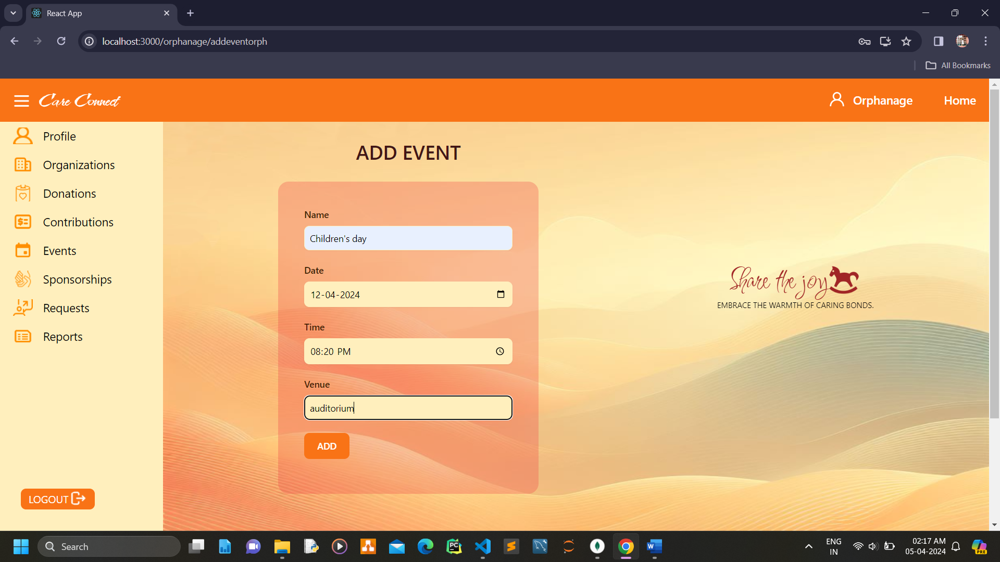 React App
localhost:3000/orphanage/addeventorph
All Bookmarks
Care Connect
Orphanage
Home
Profile
Organizations
Donations
Contributions
Events
Sponsorships
Requests
Reports
LOGOUT
ADD EVENT
Name
Children's day
Date
12-04-2024
Time
08:20 PM
Venue
auditorium
ADD
Share the joy
EMBRACE THE WARMTH OF CARING BONDS.
Search
ENG
IN
02:17 AM
05-04-2024
PRE